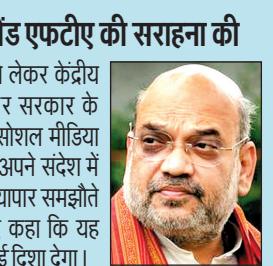 एफटीए की सराहना की
लेकर केंद्रीय
सरकार के
सोशल मीडिया
अपने संदेश में
समझौते
कहा कि यह
दिशा देगा।